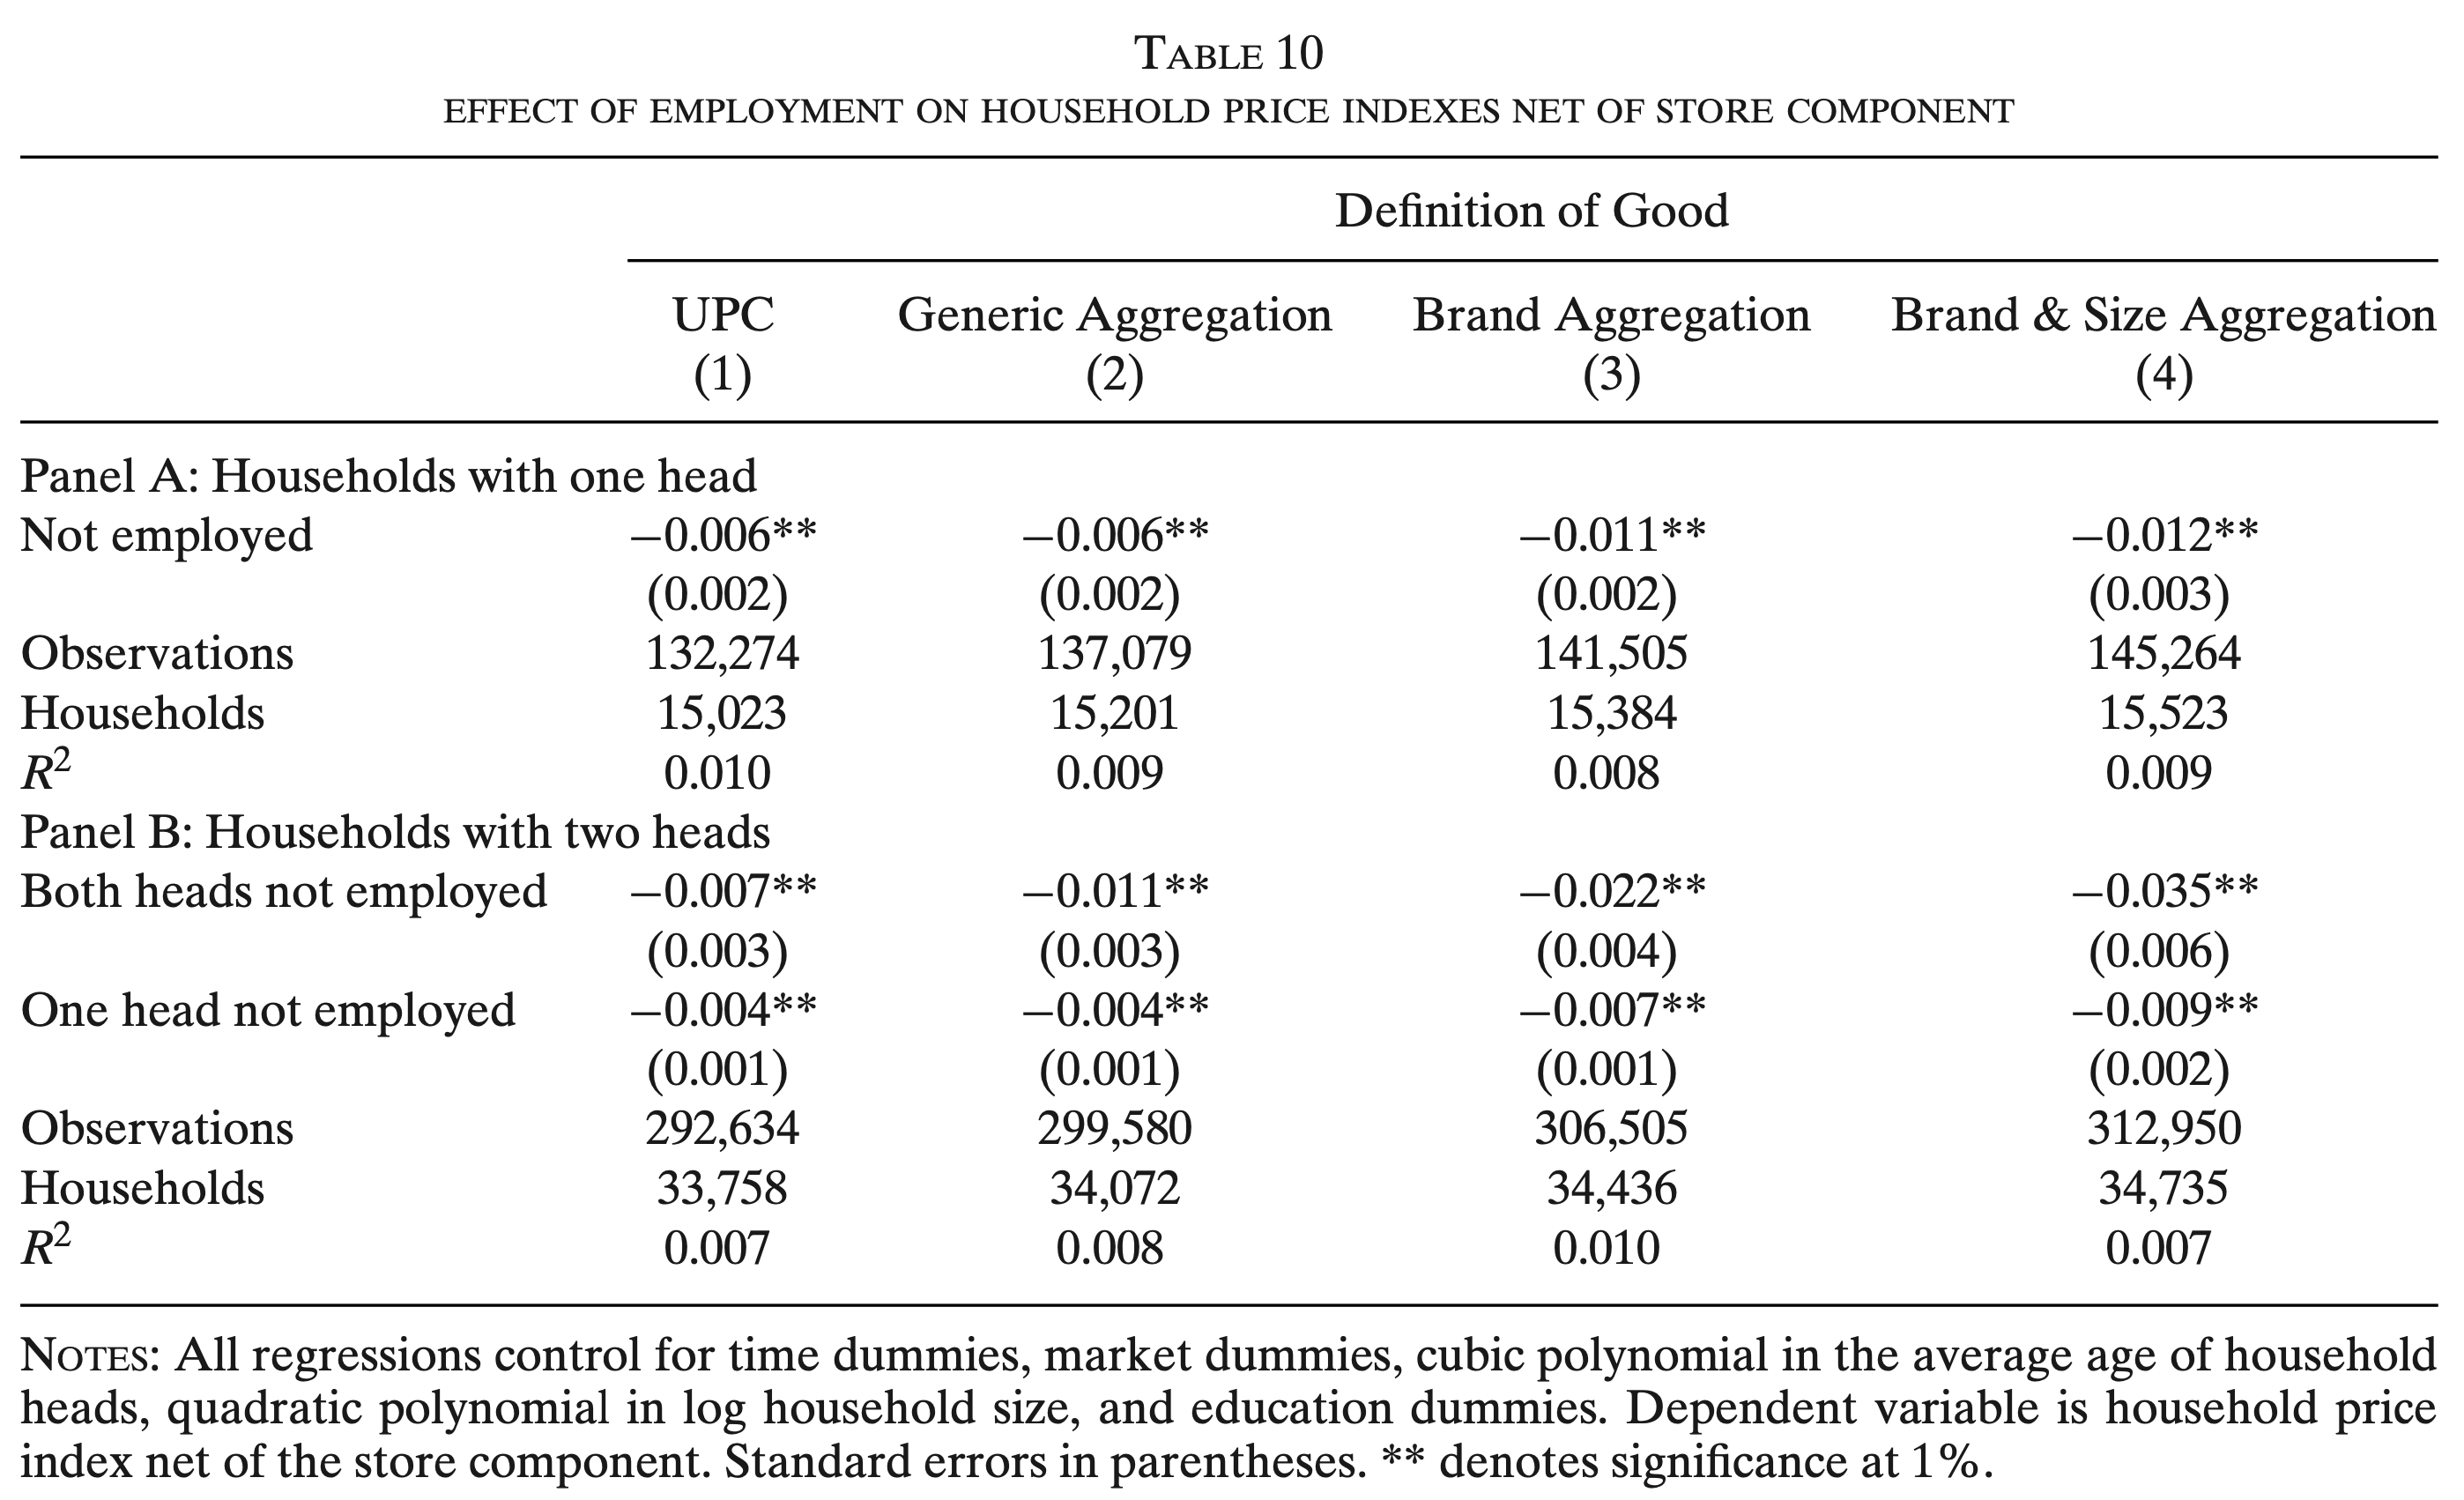 TABLE 10
EFFECT OF EMPLOYMENT ON HOUSEHOLD PRICE INDEXES NET OF STORE COMPONENT
Definition of Good
UPC Generic Aggregation Brand Aggregation Brand & Size Aggregation
(1) (2) (3) (4)
Panel A: Households with one head
Not employed −0.006** −0.006** −0.011** −0.012**
(0.002) (0.002) (0.002) (0.003)
Observations 132,274 137,079 141,505 145,264
Households 15,023 15,201 15,384 15,523
R² 0.010 0.009 0.008 0.009
Panel B: Households with two heads
Both heads not employed −0.007** −0.011** −0.022** −0.035**
(0.003) (0.003) (0.004) (0.006)
One head not employed −0.004** −0.004** −0.007** −0.009**
(0.001) (0.001) (0.001) (0.002)
Observations 292,634 299,580 306,505 312,950
Households 33,758 34,072 34,436 34,735
R² 0.007 0.008 0.010 0.007
NOTES: All regressions control for time dummies, market dummies, cubic polynomial in the average age of household
heads, quadratic polynomial in log household size, and education dummies. Dependent variable is household price
index net of the store component. Standard errors in parentheses. ** denotes significance at 1%.